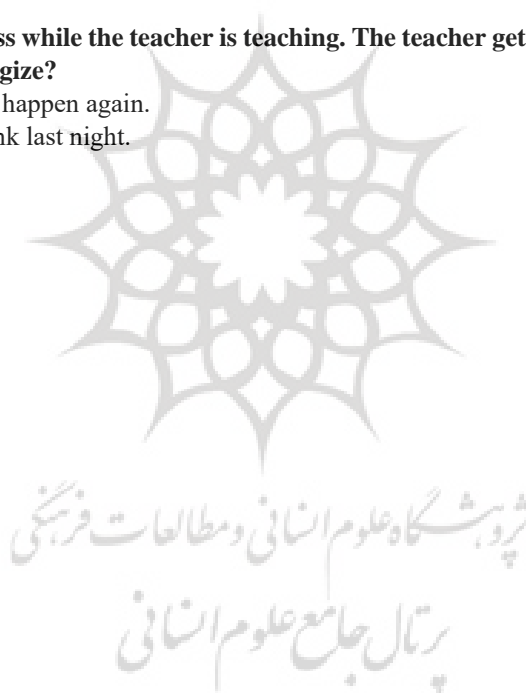 ss while the teacher is teaching. The teacher get
gize?
happen again.
nk last night.
پژوهشگاه علوم انسانی و مطالعات فرهنگی
پرتال جامع علوم انسانی